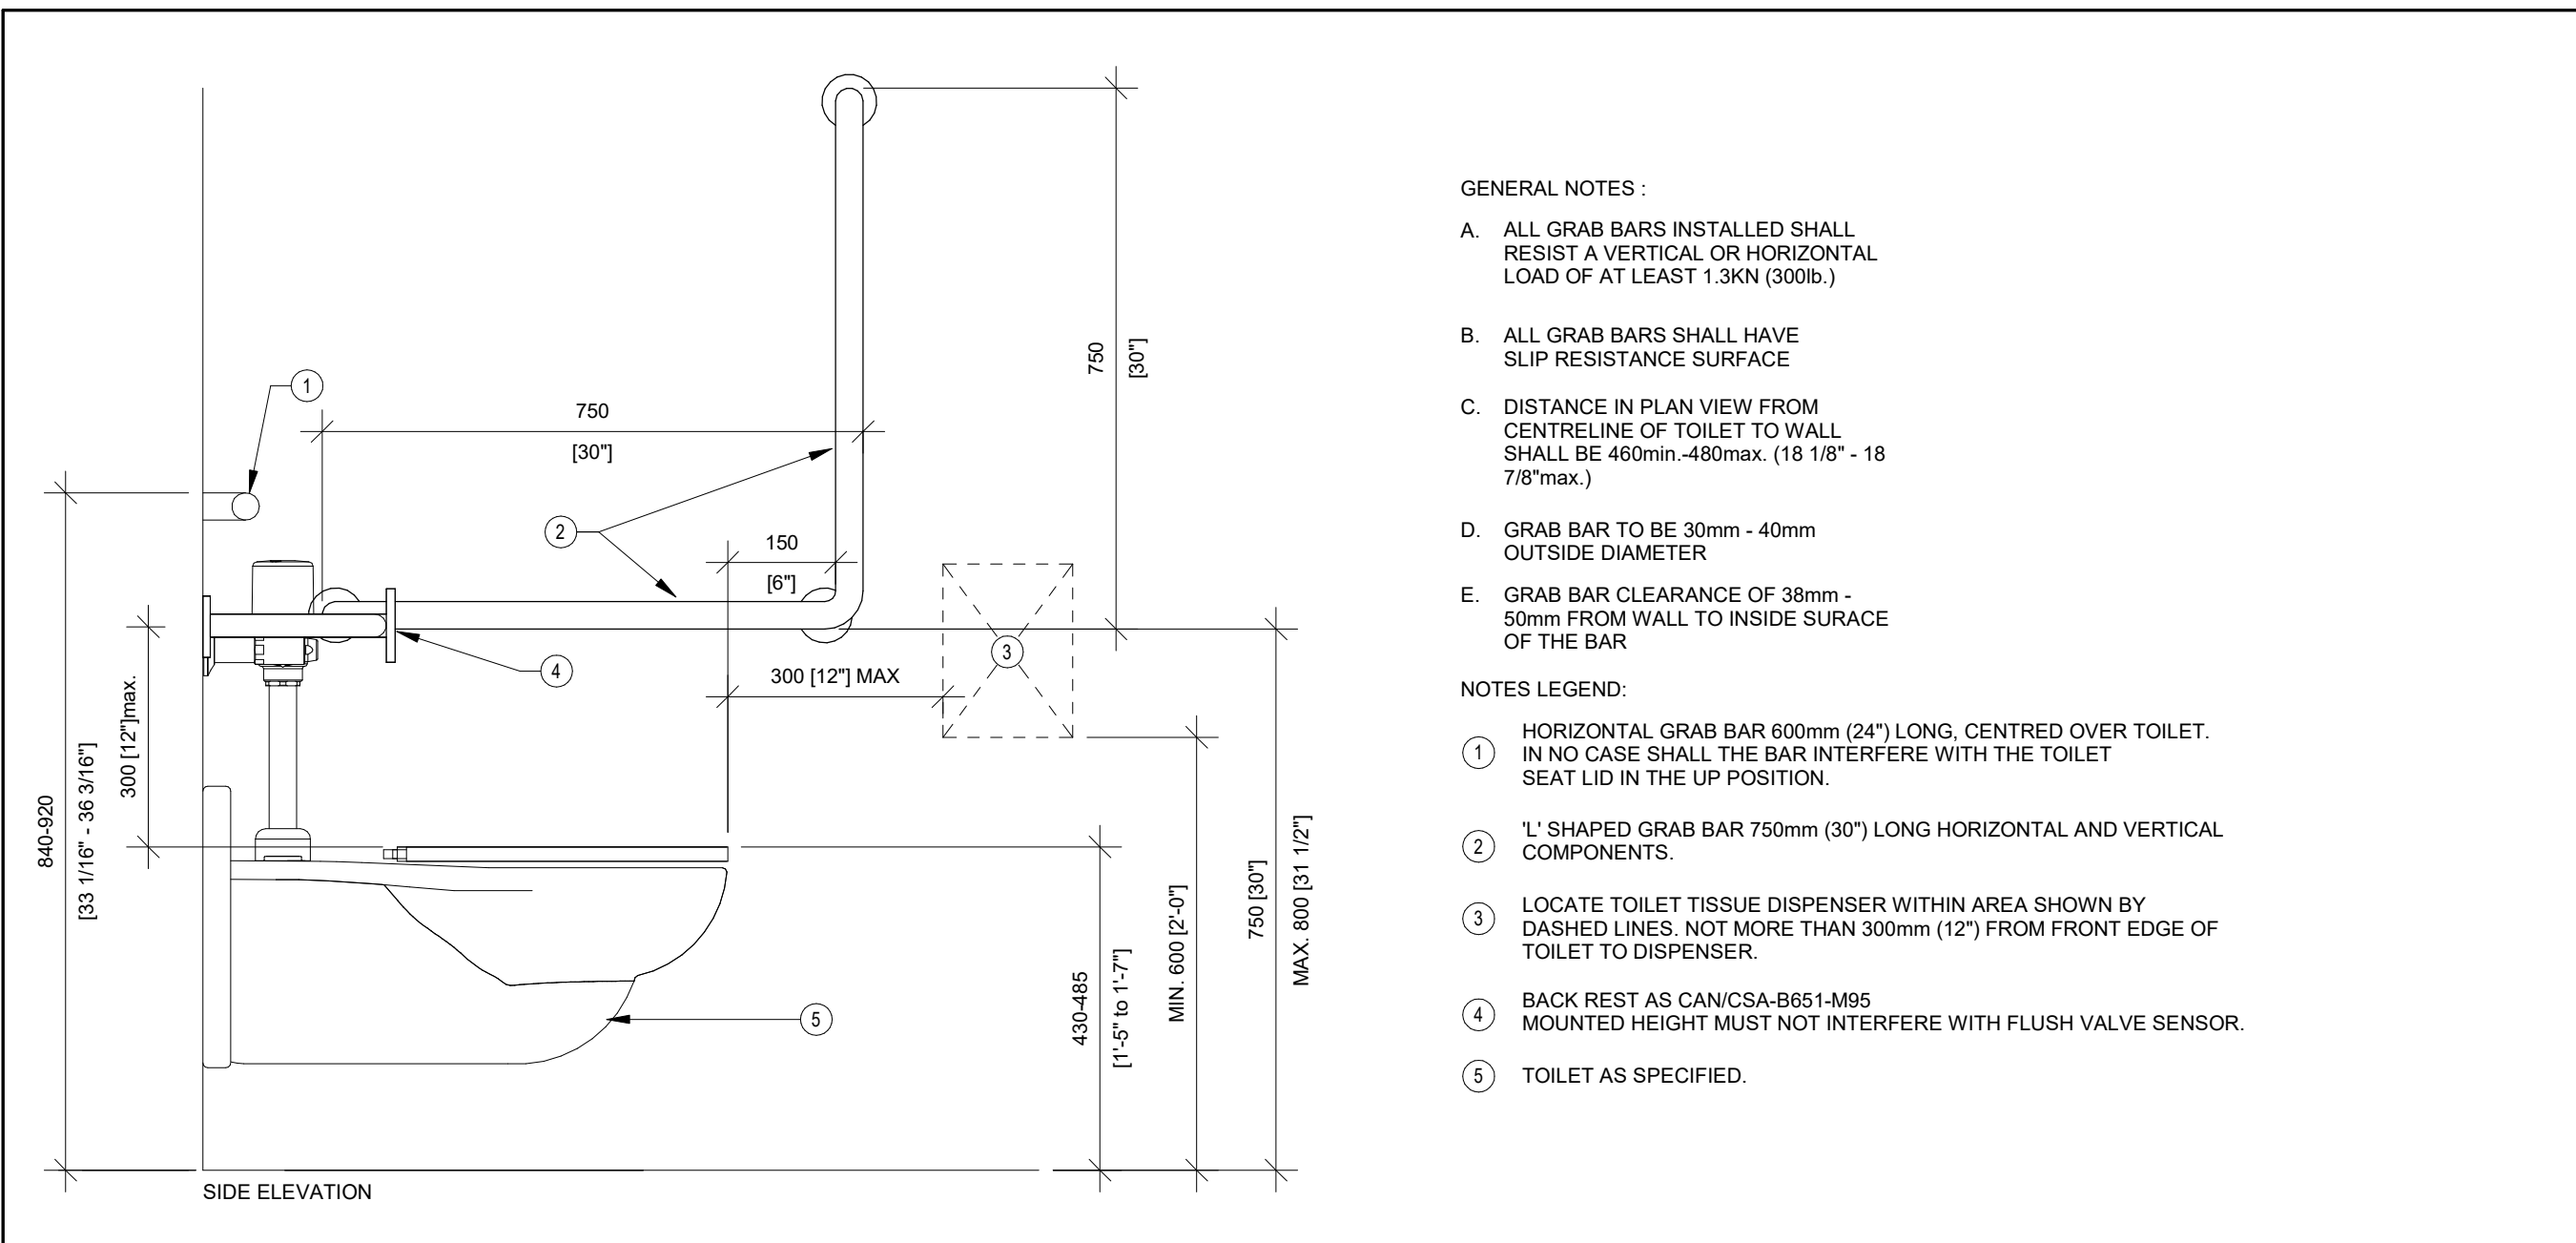 750
[30"]
1
750
[30"]
2
150
[6"]
840-920
[33 1/16" - 36 3/16"]
300 [12"]max.
4
300 [12"] MAX
3
5
430-485
[1'-5" to 1'-7"]
MIN. 600 [2'-0"]
750 [30"]
MAX. 800 [31 1/2"]
SIDE ELEVATION
GENERAL NOTES :
A. ALL GRAB BARS INSTALLED SHALL
RESIST A VERTICAL OR HORIZONTAL
LOAD OF AT LEAST 1.3KN (300lb.)
B. ALL GRAB BARS SHALL HAVE
SLIP RESISTANCE SURFACE
C. DISTANCE IN PLAN VIEW FROM
CENTRELINE OF TOILET TO WALL
SHALL BE 460min.-480max. (18 1/8" - 18
7/8"max.)
D. GRAB BAR TO BE 30mm - 40mm
OUTSIDE DIAMETER
E. GRAB BAR CLEARANCE OF 38mm -
50mm FROM WALL TO INSIDE SURACE
OF THE BAR
NOTES LEGEND:
1 HORIZONTAL GRAB BAR 600mm (24") LONG, CENTRED OVER TOILET.
IN NO CASE SHALL THE BAR INTERFERE WITH THE TOILET
SEAT LID IN THE UP POSITION.
2 'L' SHAPED GRAB BAR 750mm (30") LONG HORIZONTAL AND VERTICAL
COMPONENTS.
3 LOCATE TOILET TISSUE DISPENSER WITHIN AREA SHOWN BY
DASHED LINES. NOT MORE THAN 300mm (12") FROM FRONT EDGE OF
TOILET TO DISPENSER.
4 BACK REST AS CAN/CSA-B651-M95
MOUNTED HEIGHT MUST NOT INTERFERE WITH FLUSH VALVE SENSOR.
5 TOILET AS SPECIFIED.